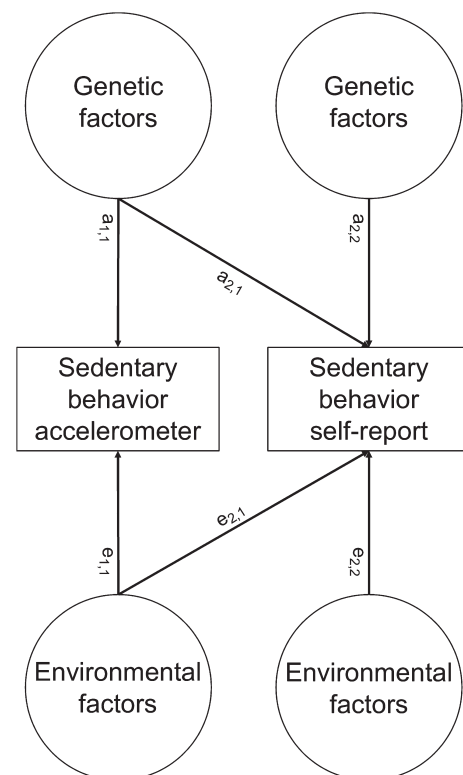 Genetic
factors
Genetic
factors
a1,1
a2,1
a2,2
Sedentary
behavior
accelerometer
Sedentary
behavior
self-report
e1,1
e2,1
e2,2
Environmental
factors
Environmental
factors